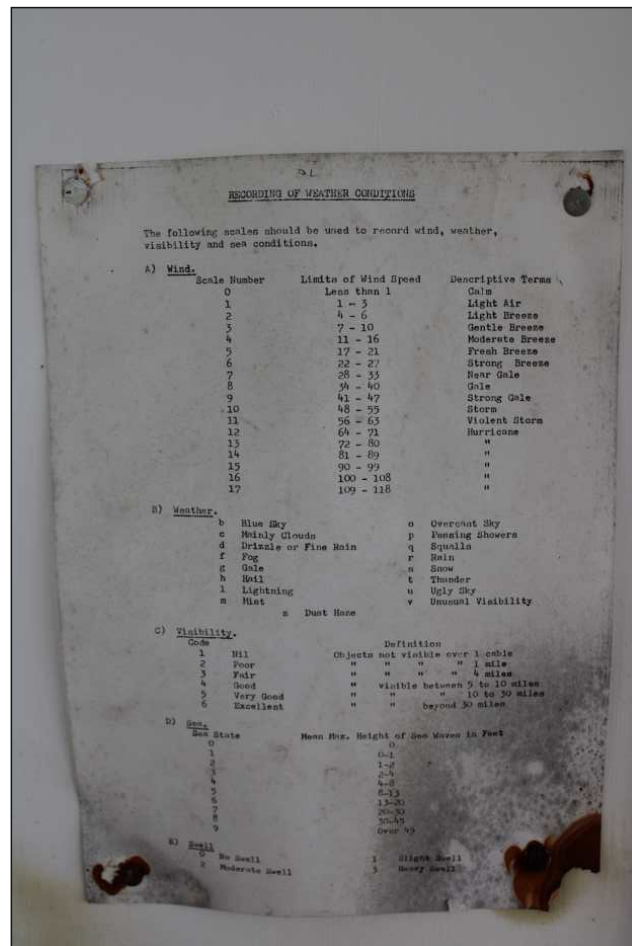 RECORDING OF WEATHER CONDITIONS
The following scales should be used to record wind, weather,
visibility and sea conditions.
A) Wind.
Scale Number Limits of Wind Speed Descriptive Terms
0 Less than 1 Calm
1 1 - 3 Light Air
2 4 - 6 Light Breeze
3 7 - 10 Gentle Breeze
4 11 - 16 Moderate Breeze
5 17 - 21 Fresh Breeze
6 22 - 27 Strong Breeze
7 28 - 33 Near Gale
8 34 - 40 Gale
9 41 - 47 Strong Gale
10 48 - 55 Storm
11 56 - 63 Violent Storm
12 64 - 71 Hurricane
13 72 - 80 "
14 81 - 89 "
15 90 - 99 "
16 100 - 108 "
17 109 - 118 "
B) Weather.
b Blue Sky o Overcast Sky
c Mainly Clouds p Passing Showers
d Drizzle or Fine Rain q Squalls
f Fog r Rain
g Gale s Snow
h Hail t Thunder
l Lightning u Ugly Sky
m Mist v Unusual Visibility
z Dust Haze
C) Visibility.
Code Definition
1 Nil Objects not visible over 1 cable
2 Poor " " " " 1 mile
3 Fair " " " " 4 miles
4 Good " visible between 5 to 10 miles
5 Very Good " " " 10 to 30 miles
6 Excellent " " beyond 30 miles
D) Sea.
Sea State Mean Max. Height of Sea Waves in Feet
0 0
1 0-1
2 1-2
3 2-4
4 4-8
5 8-13
6 13-20
7 20-30
8 30-45
9 Over 45
E) Swell
0 No Swell 1 Slight Swell
2 Moderate Swell 3 Heavy Swell